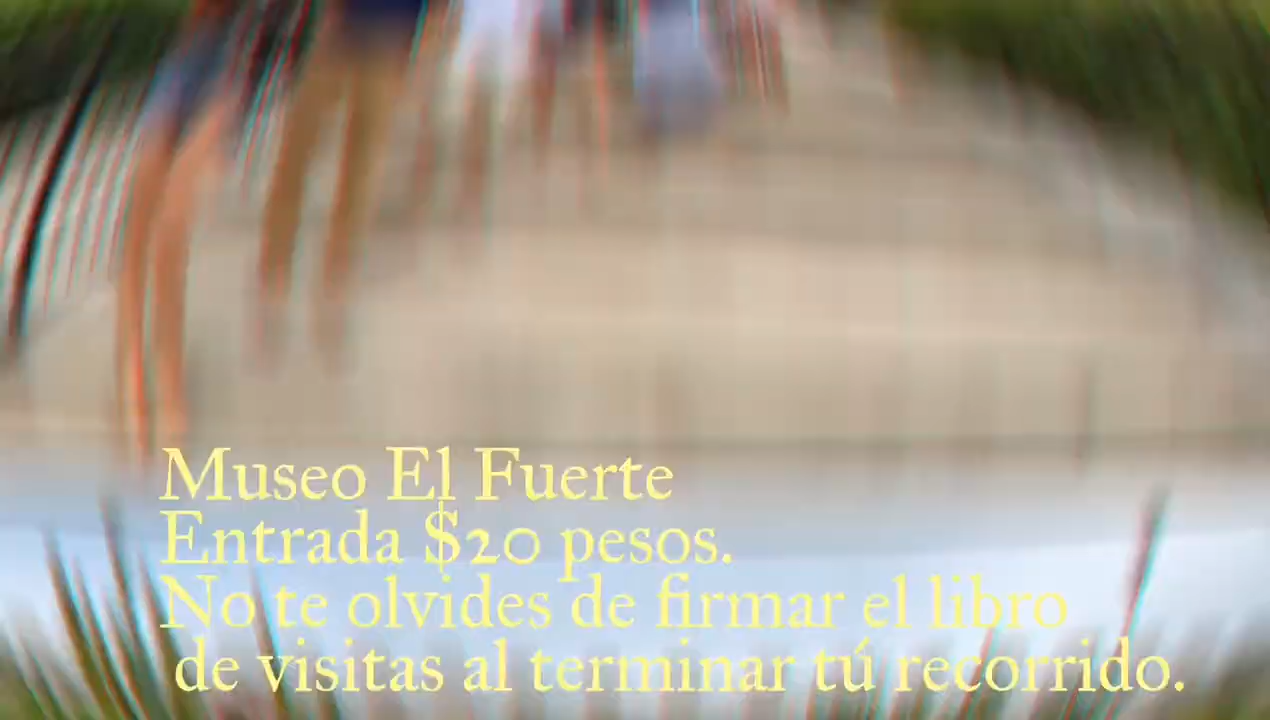 Museo El Fuerte
Entrada $20 pesos.
No te olvides de firmar el libro
de visitas al terminar tú recorrido.